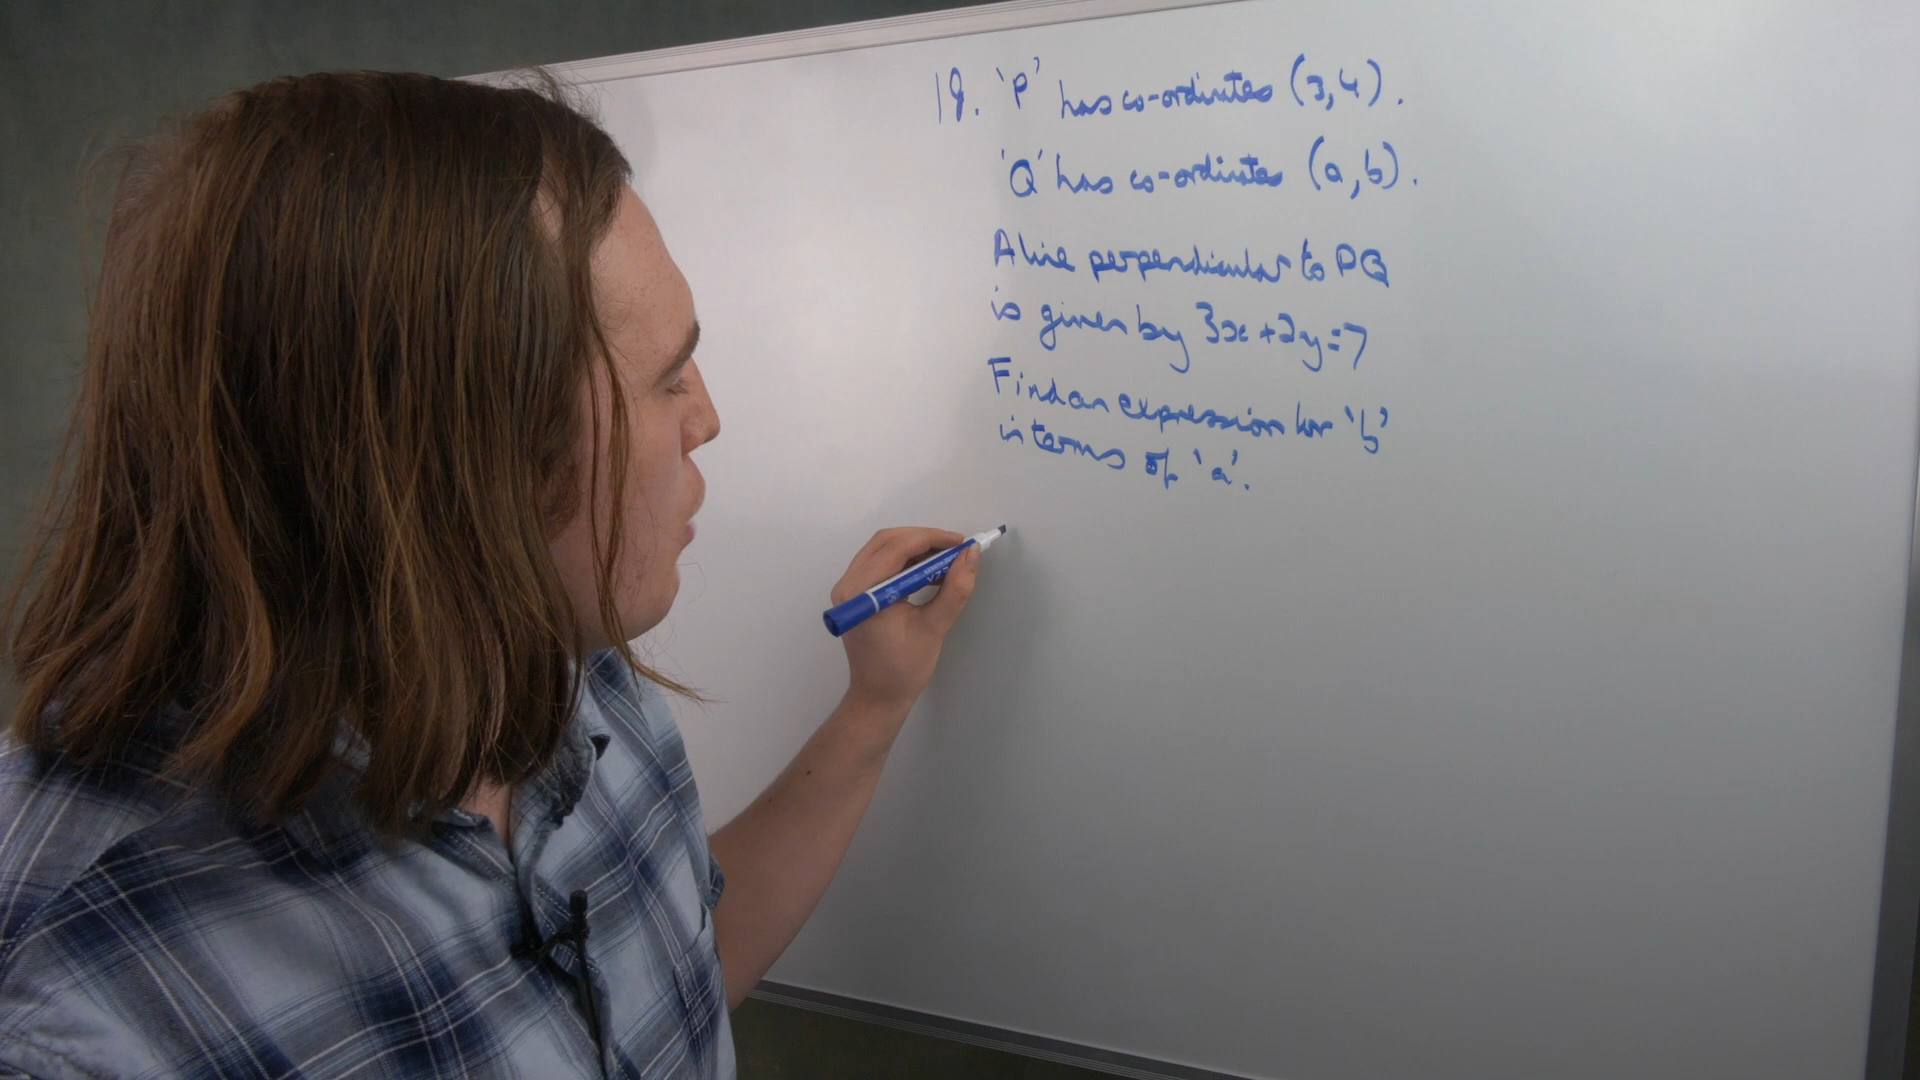 19. 'P' has co-ordinates (3,4).
'Q' has co-ordinates (a,b).
A line perpendicular to PQ
is given by 3x+2y=7
Find an expression for 'b'
in terms of 'a'.